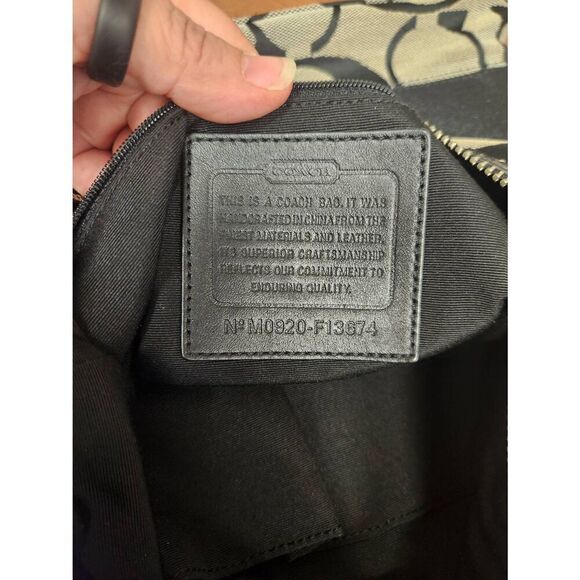 COACH
THIS IS A COACH BAG. IT WAS
HANDCRAFTED IN CHINA FROM THE
FINEST MATERIALS AND LEATHER.
ITS SUPERIOR CRAFTSMANSHIP
REFLECTS OUR COMMITMENT TO
ENDURING QUALITY.
Nº M0920-F13674